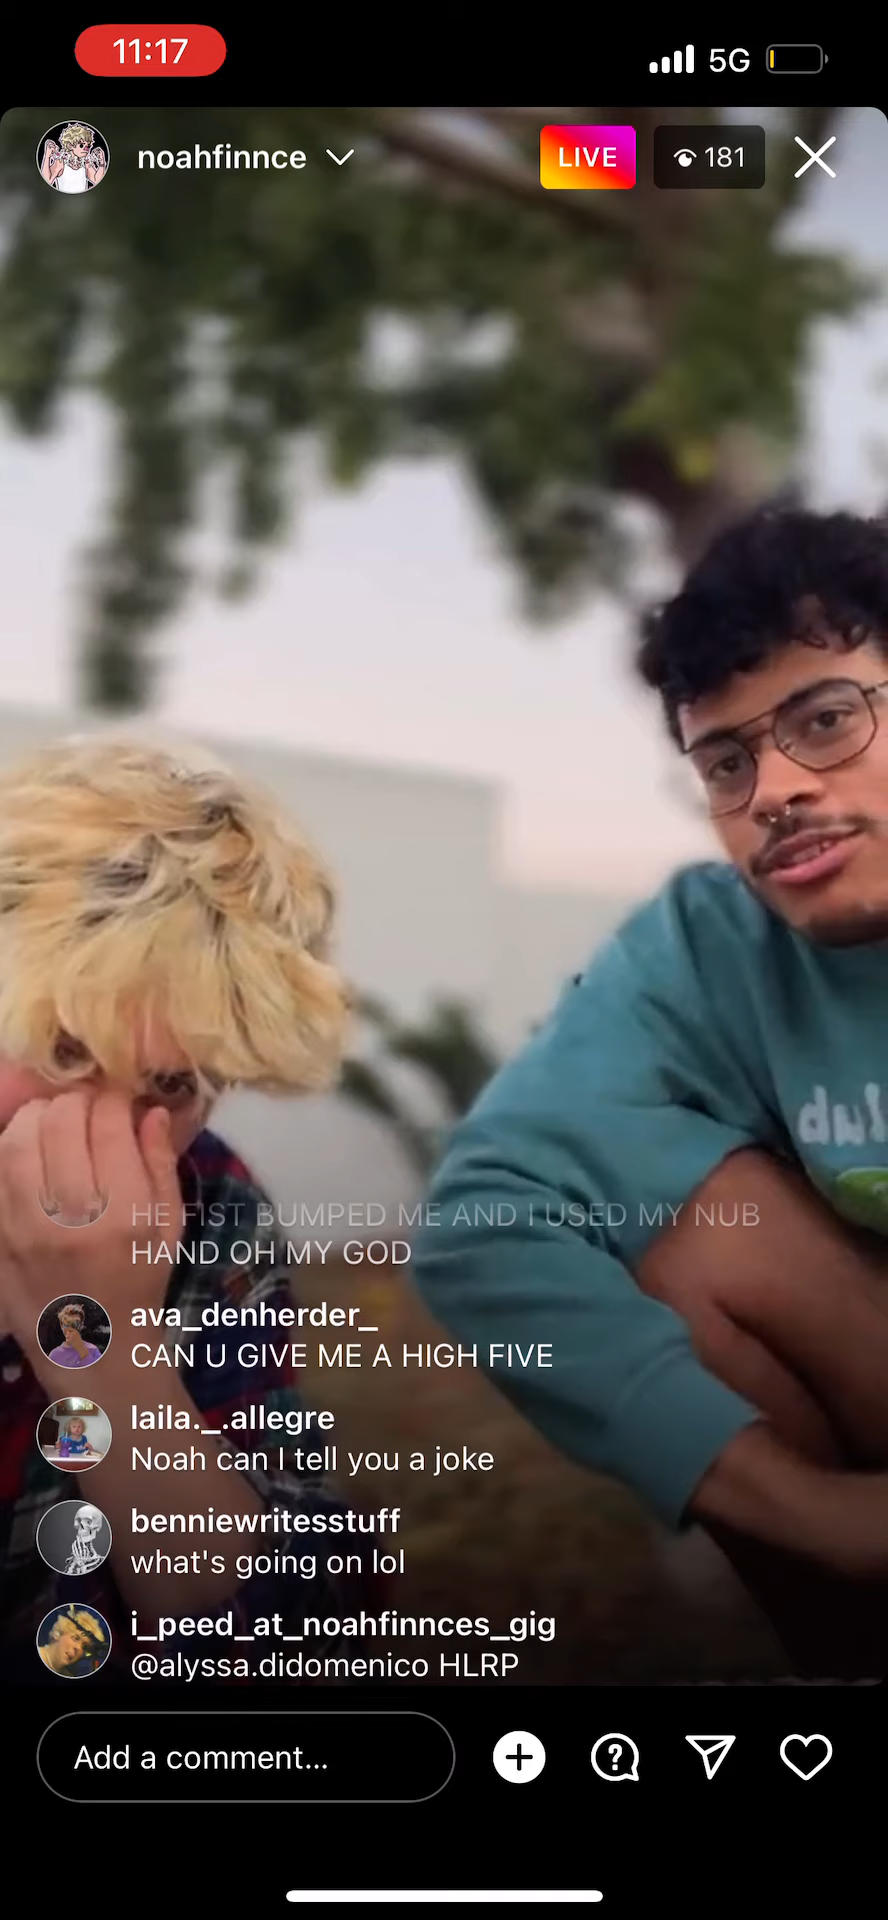 11:17
5G
noahfinnce
LIVE
181
HE FIST BUMPED ME AND I USED MY NUB
HAND OH MY GOD
ava_denherder_
CAN U GIVE ME A HIGH FIVE
laila._.allegre
Noah can I tell you a joke
benniewritesstuff
what's going on lol
i_peed_at_noahfinnces_gig
@alyssa.didomenico HLRP
Add a comment...